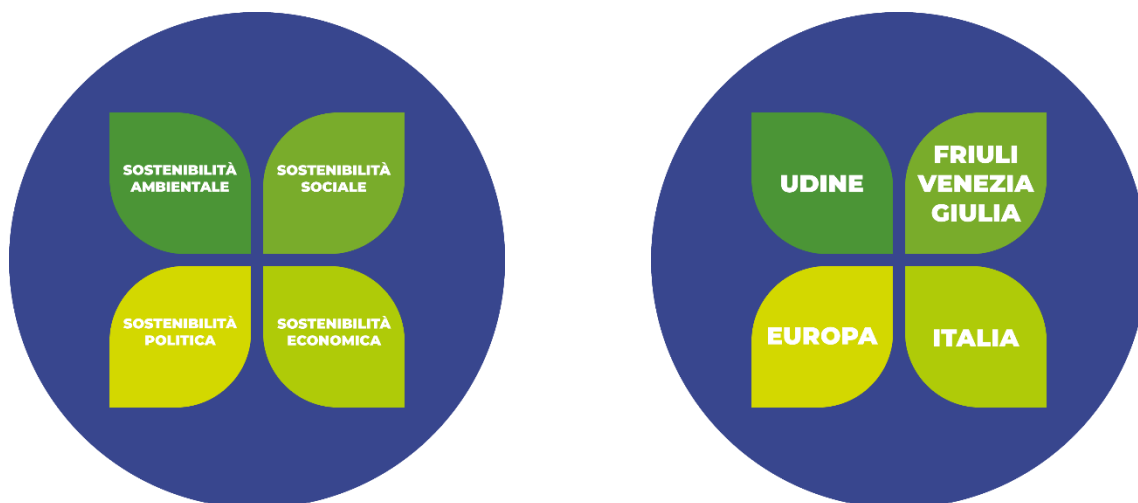 SOSTENIBILITÀ
AMBIENTALE
SOSTENIBILITÀ
SOCIALE
SOSTENIBILITÀ
POLITICA
SOSTENIBILITÀ
ECONOMICA
UDINE
FRIULI
VENEZIA
GIULIA
EUROPA
ITALIA